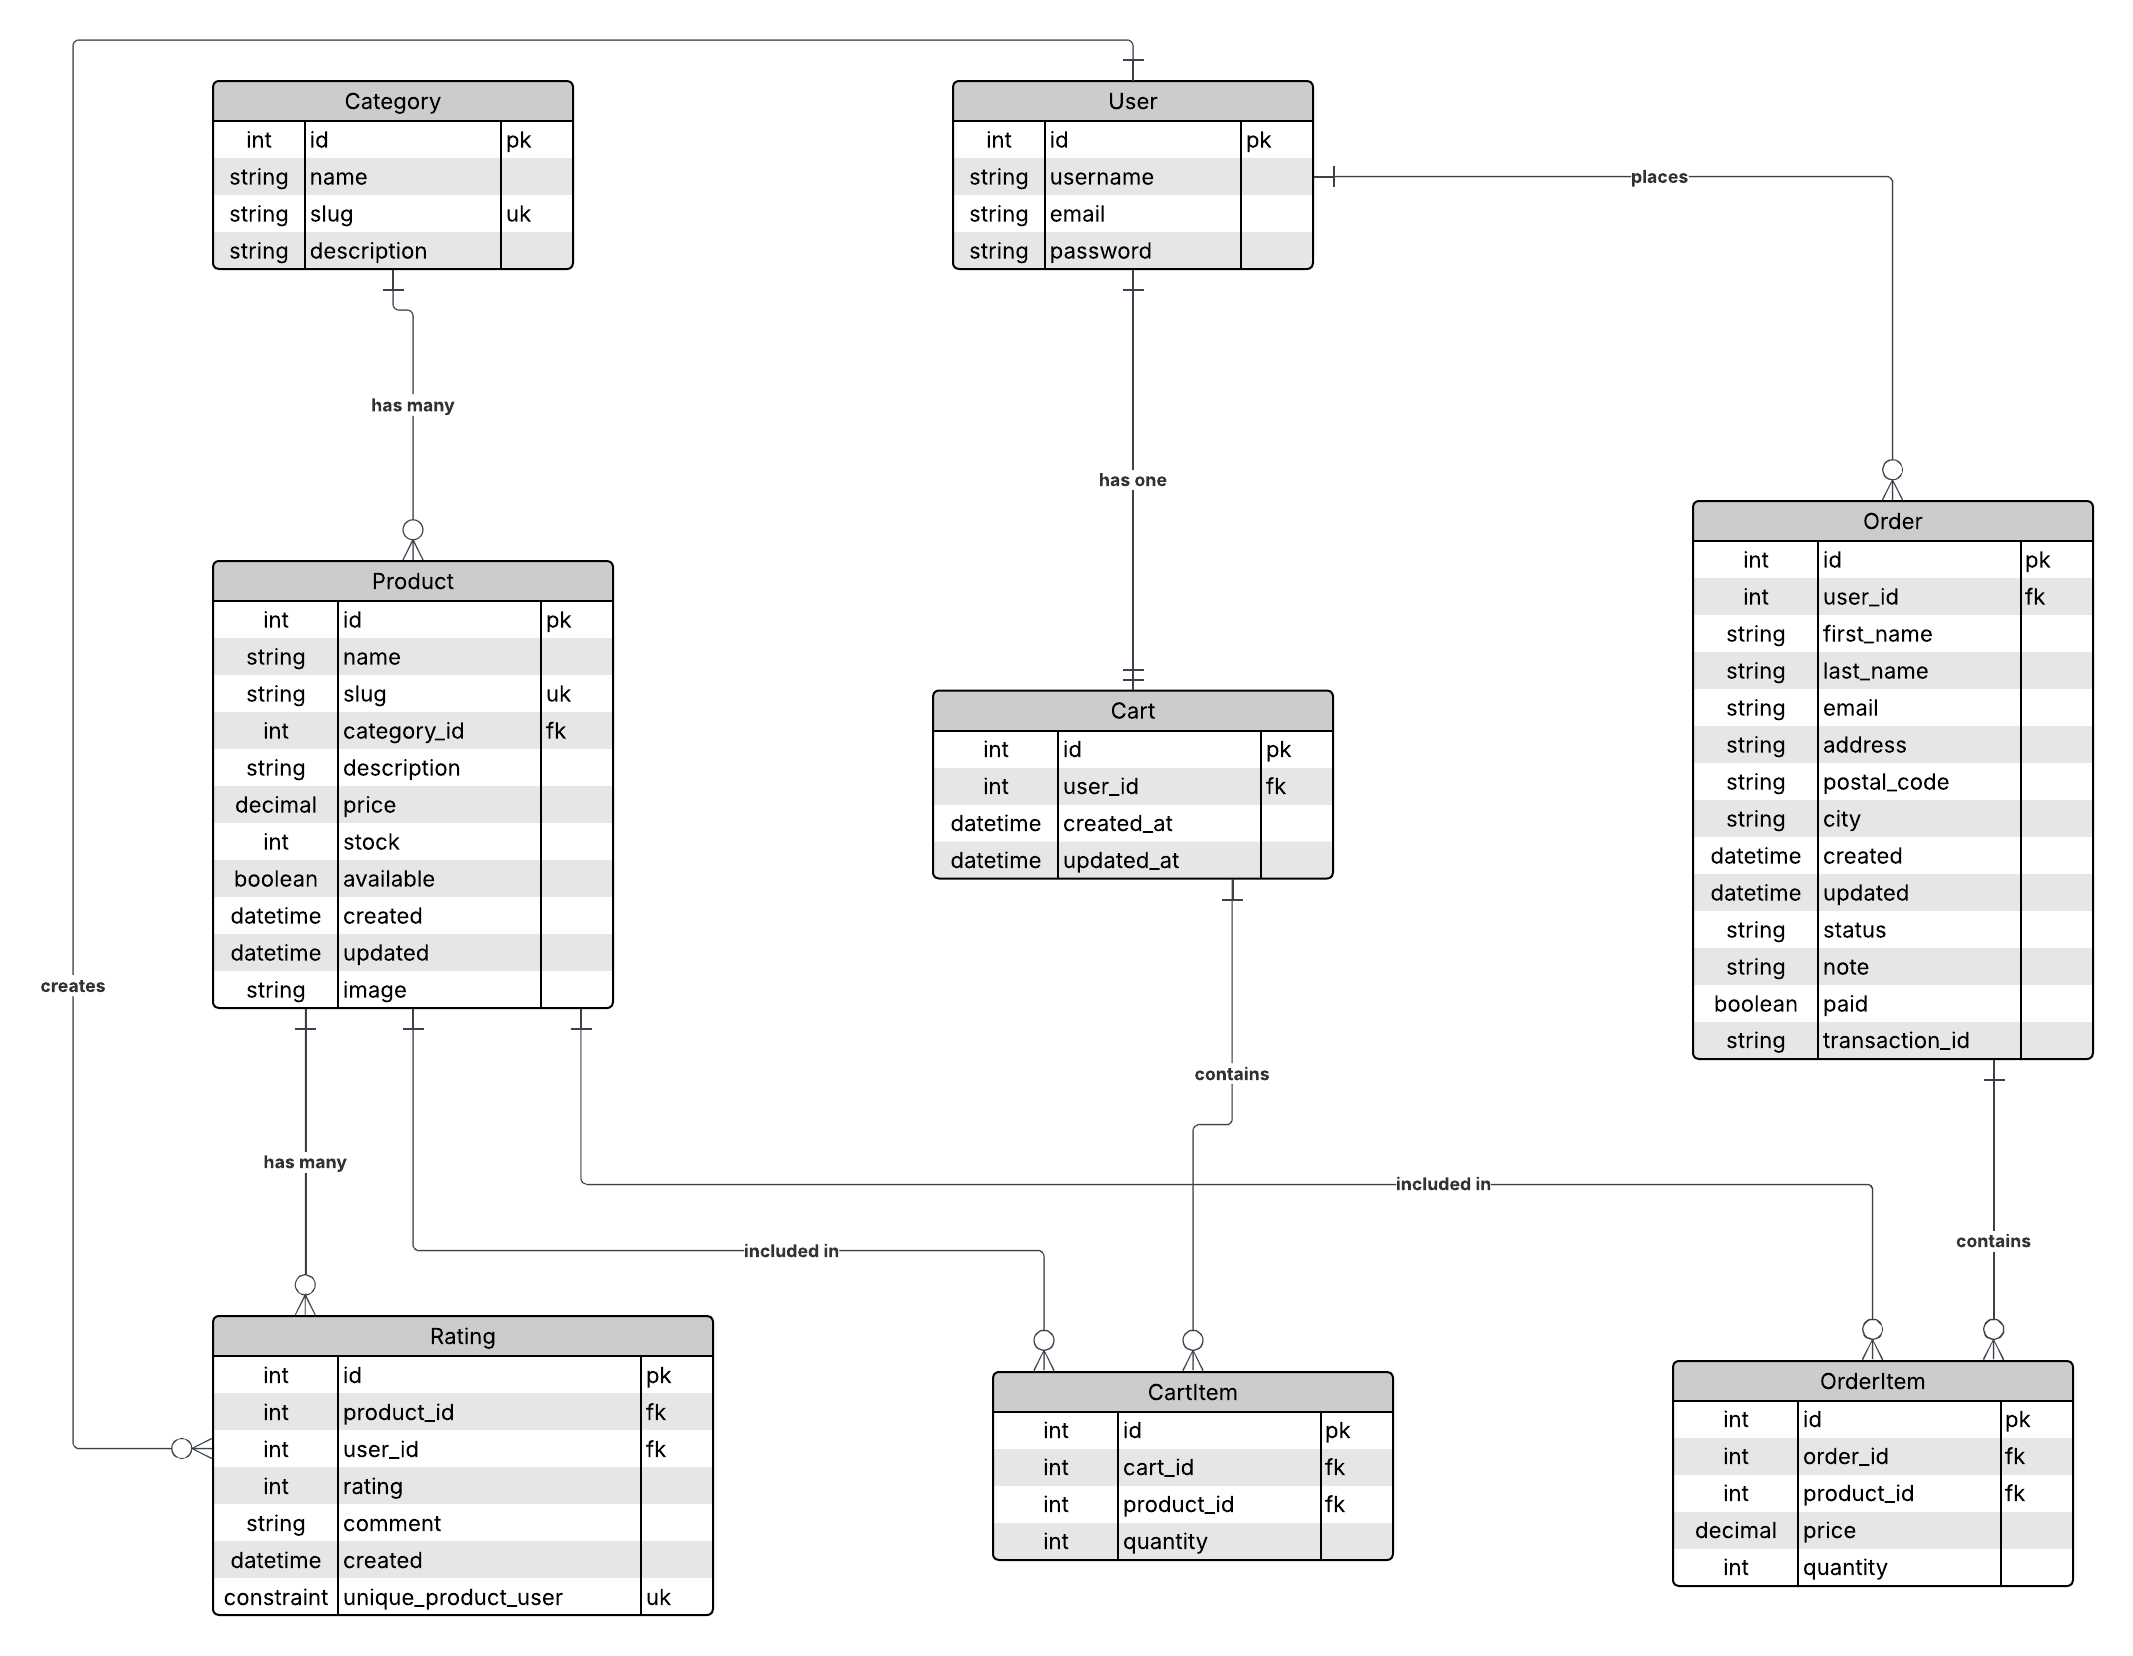 Category
int id pk
string name
string slug uk
string description
User
int id pk
string username
string email
string password
places
has many
has one
Order
int id pk
int user_id fk
string first_name
string last_name
string email
string address
string postal_code
string city
datetime created
datetime updated
string status
string note
boolean paid
string transaction_id
Product
int id pk
string name
string slug uk
int category_id fk
string description
decimal price
int stock
boolean available
datetime created
datetime updated
string image
Cart
int id pk
int user_id fk
datetime created_at
datetime updated_at
creates
contains
has many
included in
contains
included in
Rating
int id pk
int product_id fk
int user_id fk
int rating
string comment
datetime created
constraint unique_product_user uk
CartItem
int id pk
int cart_id fk
int product_id fk
int quantity
OrderItem
int id pk
int order_id fk
int product_id fk
decimal price
int quantity